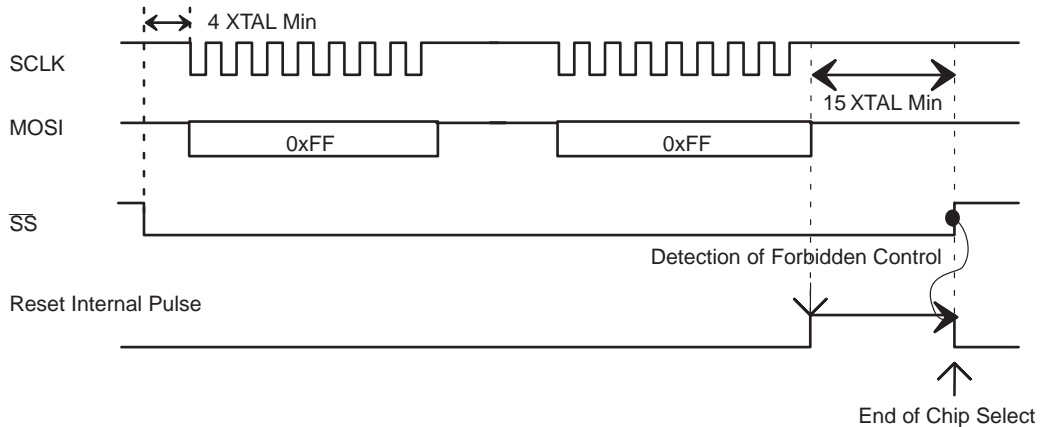 4 XTAL Min
SCLK
15 XTAL Min
MOSI
0xFF 0xFF
SS
Detection of Forbidden Control
Reset Internal Pulse
End of Chip Select